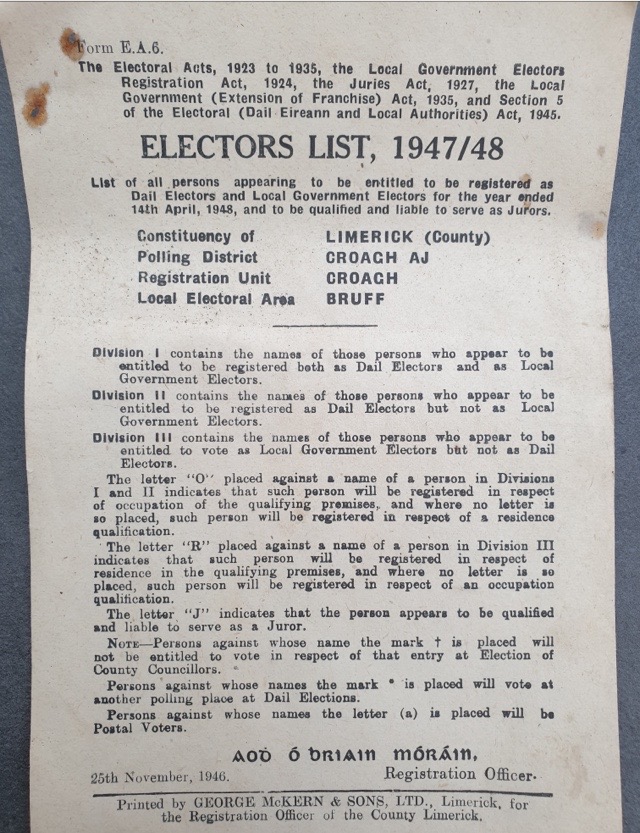 Form E.A.6.
The Electoral Acts, 1923 to 1935, the Local Government Electors
Registration Act, 1924, the Juries Act, 1927, the Local
Government (Extension of Franchise) Act, 1935, and Section 5
of the Electoral (Dail Eireann and Local Authorities) Act, 1945.
ELECTORS LIST, 1947/48
List of all persons appearing to be entitled to be registered as
Dail Electors and Local Government Electors for the year ended
14th April, 1948, and to be qualified and liable to serve as Jurors.
Constituency of LIMERICK (County)
Polling District CROAGH AJ
Registration Unit CROAGH
Local Electoral Area BRUFF
Division I contains the names of those persons who appear to be
entitled to be registered both as Dail Electors and as Local
Government Electors.
Division II contains the names of those persons who appear to be
entitled to be registered as Dail Electors but not as Local
Government Electors.
Division III contains the names of those persons who appear to be
entitled to vote as Local Government Electors but not as Dail
Electors.
The letter "O" placed against a name of a person in Divisions
I and II indicates that such person will be registered in respect
of occupation of the qualifying premises, and where no letter is
so placed, such person will be registered in respect of a residence
qualification.
The letter "R" placed against a name of a person in Division III
indicates that such person will be registered in respect of
residence in the qualifying premises, and where no letter is so
placed, such person will be registered in respect of an occupation
qualification.
The letter "J" indicates that the person appears to be qualified
and liable to serve as a Juror.
NOTE—Persons against whose name the mark † is placed will
not be entitled to vote in respect of that entry at Election of
County Councillors.
Persons against whose names the mark * is placed will vote at
another polling place at Dail Elections.
Persons against whose names the letter (a) is placed will be
Postal Voters.
Aoḋ Ó Briain Móráin,
25th November, 1946. Registration Officer.
Printed by GEORGE McKERN & SONS, LTD., Limerick, for
the Registration Officer of the County Limerick.